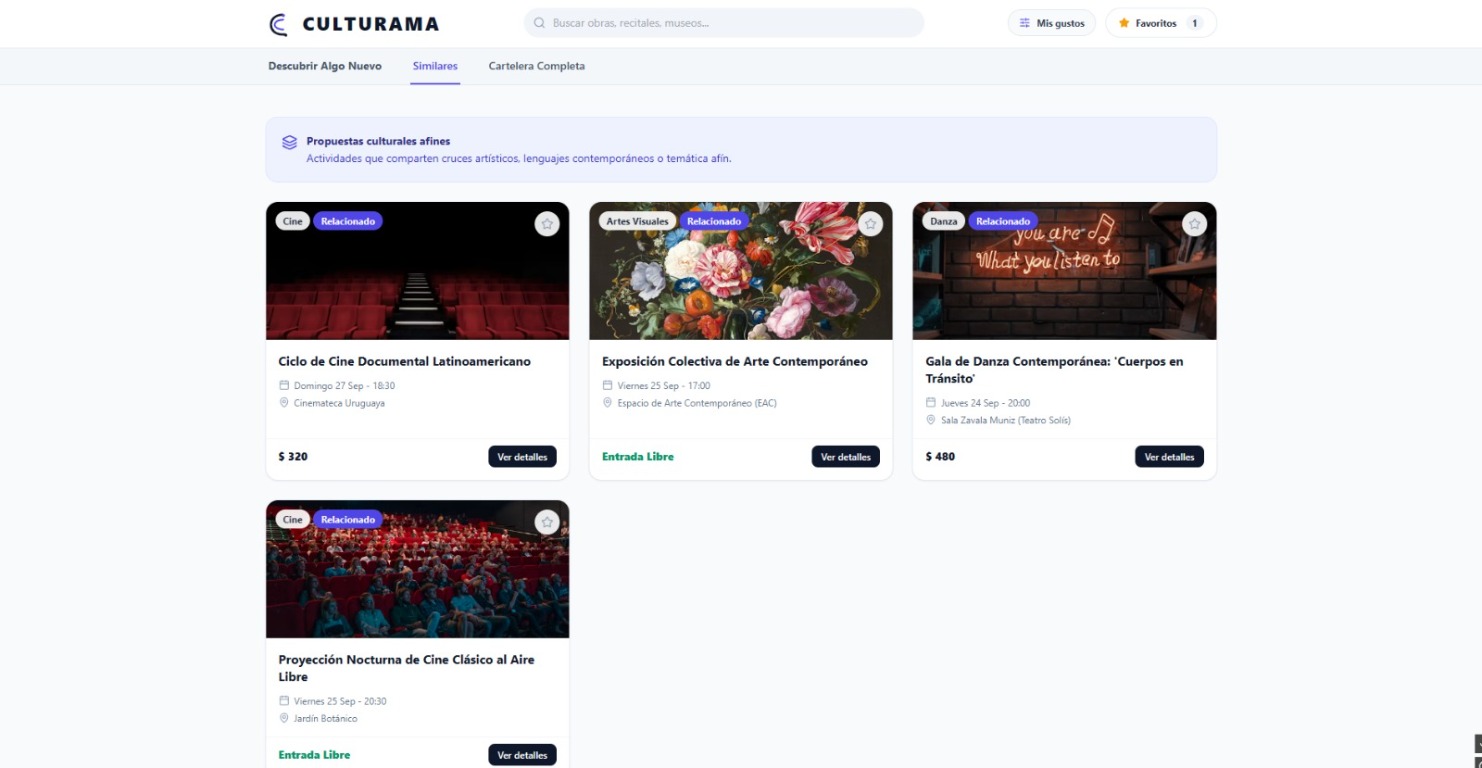 CULTURAMA
Buscar obras, recitales, museos...
Mis gustos
Favoritos 1
Descubrir Algo Nuevo
Similares
Cartelera Completa
Propuestas culturales afines
Actividades que comparten cruces artísticos, lenguajes contemporáneos o temática afín.
Cine
Relacionado
Ciclo de Cine Documental Latinoamericano
Domingo 27 Sep - 18:30
Cinemateca Uruguaya
$ 320
Ver detalles
Artes Visuales
Relacionado
Exposición Colectiva de Arte Contemporáneo
Viernes 25 Sep - 17:00
Espacio de Arte Contemporáneo (EAC)
Entrada Libre
Ver detalles
Danza
Relacionado
you are
What you listen to
Gala de Danza Contemporánea: 'Cuerpos en
Tránsito'
Jueves 24 Sep - 20:00
Sala Zavala Muniz (Teatro Solís)
$ 480
Ver detalles
Cine
Relacionado
Proyección Nocturna de Cine Clásico al Aire
Libre
Viernes 25 Sep - 20:30
Jardín Botánico
Entrada Libre
Ver detalles